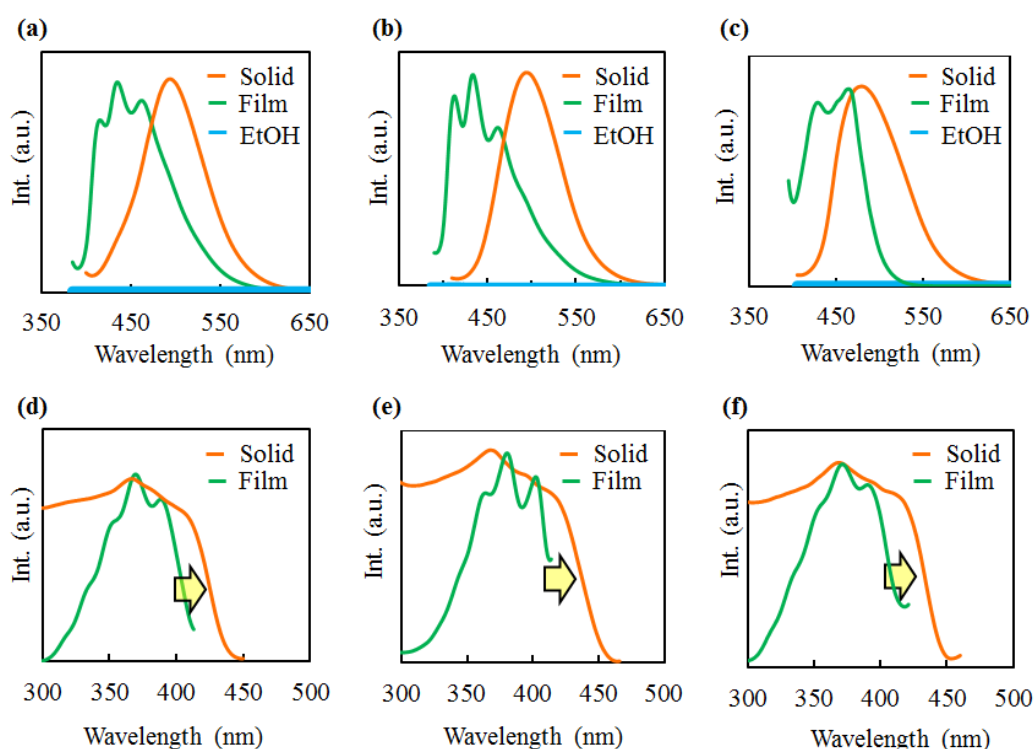 (a)
(b)
(c)
Solid
Film
EtOH
Int. (a.u.)
350 450 550 650
Wavelength (nm)
Solid
Film
EtOH
Int. (a.u.)
350 450 550 650
Wavelength (nm)
Solid
Film
EtOH
Int. (a.u.)
350 450 550 650
Wavelength (nm)
(d)
(e)
(f)
Solid
Film
Int. (a.u.)
300 350 400 450 500
Wavelength (nm)
Solid
Film
Int. (a.u.)
300 350 400 450 500
Wavelength (nm)
Solid
Film
Int. (a.u.)
300 350 400 450 500
Wavelength (nm)